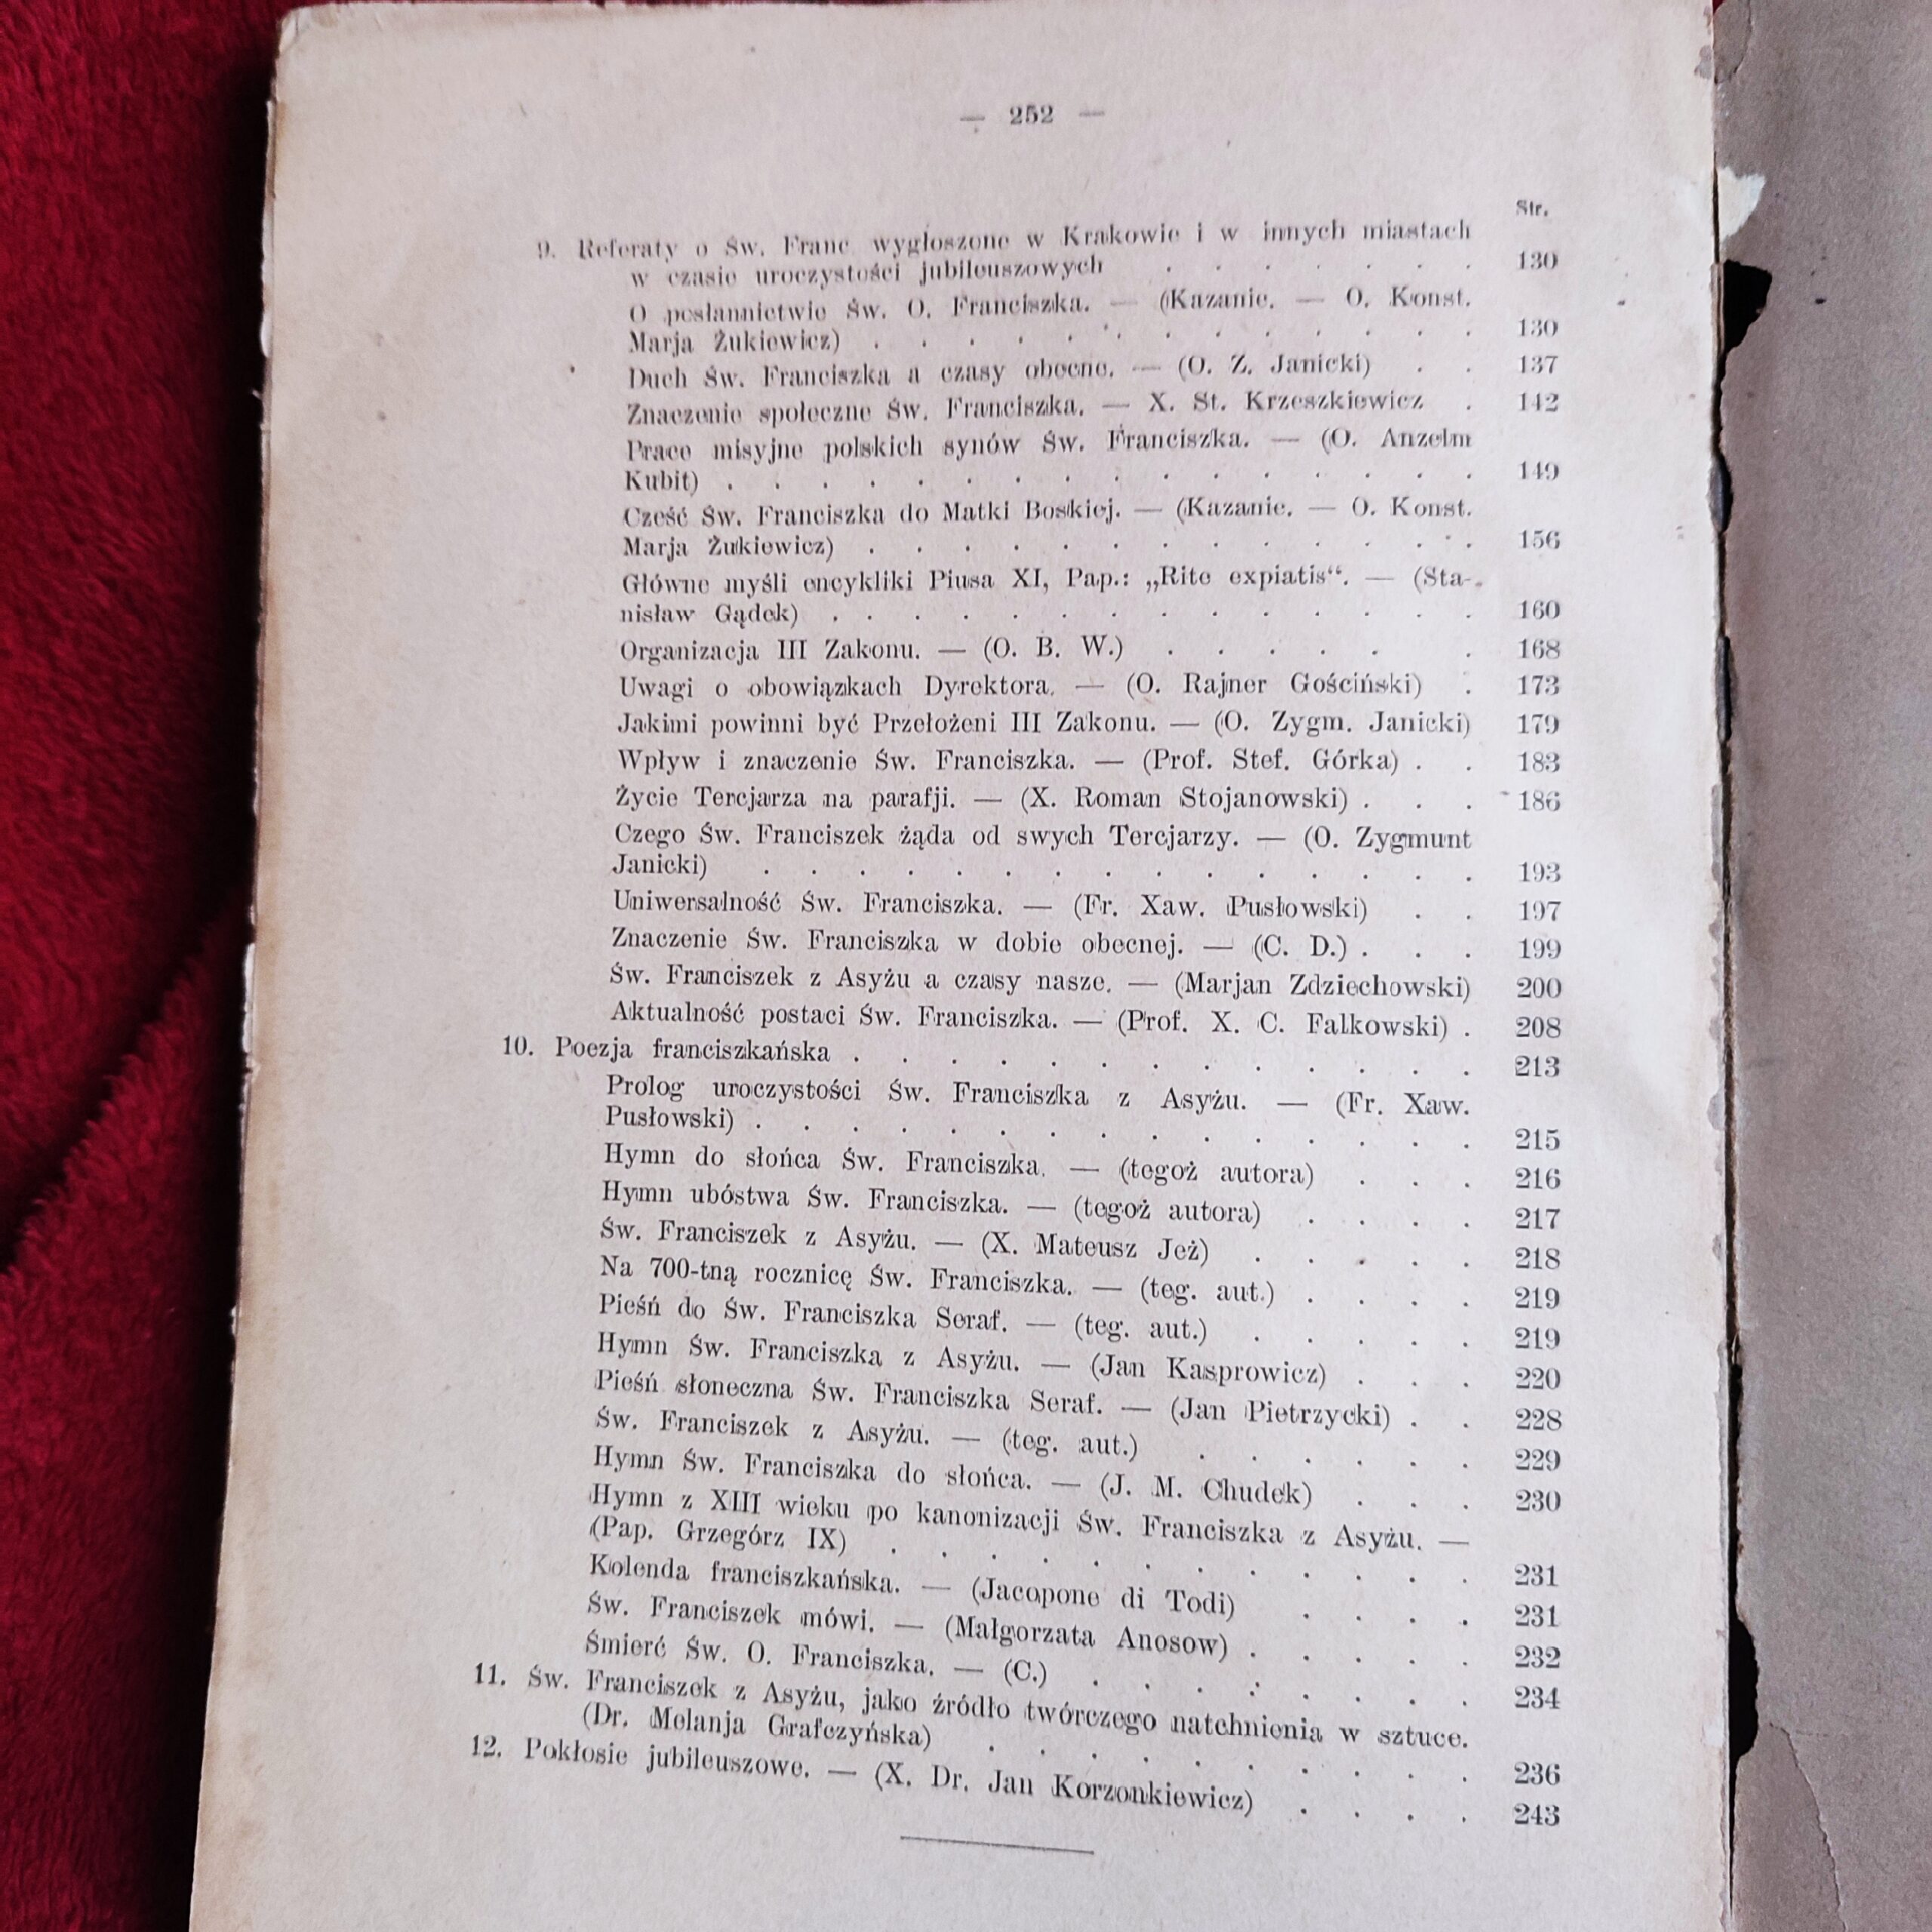 — 252 —
Str.
9. Referaty o Św. Franc. wygłoszone w Krakowie i w innych miastach
w czasie uroczystości jubileuszowych . . . . . . . 130
O posłannictwie Św. O. Franciszka. — (Kazanie. — O. Konst.
Marja Żukiewicz) . . . . . . . . . . . . . 130
Duch Św. Franciszka a czasy obecne. — (O. Z. Janicki) . . 137
Znaczenie społeczne Św. Franciszka. — X. St. Krzeszkiewicz . 142
Prace misyjne polskich synów Św. Franciszka. — (O. Anzelm
Kubit) . . . . . . . . . . . . . . . . 149
Cześć Św. Franciszka do Matki Boskiej. — (Kazanie. — O. Konst.
Marja Żukiewicz) . . . . . . . . . . . . . 156
Główne myśli encykliki Piusa XI, Pap.: „Rite expiatis“. — (Sta-
nisław Gądek) . . . . . . . . . . . . . . 160
Organizacja III Zakonu. — (O. B. W.) . . . . . . 168
Uwagi o obowiązkach Dyrektora. — (O. Rajner Gościński) . 173
Jakimi powinni być Przełożeni III Zakonu. — (O. Zygm. Janicki) 179
Wpływ i znaczenie Św. Franciszka. — (Prof. Stef. Górka) . . 183
Życie Tercjarza na parafji. — (X. Roman Stojanowski) . . . 186
Czego Św. Franciszek żąda od swych Tercjarzy. — (O. Zygmunt
Janicki) . . . . . . . . . . . . . . . 193
Uniwersalność Św. Franciszka. — (Fr. Xaw. Pusłowski) . . 197
Znaczenie Św. Franciszka w dobie obecnej. — (C. D.) . . . 199
Św. Franciszek z Asyżu a czasy nasze. — (Marjan Zdziechowski) 200
Aktualność postaci Św. Franciszka. — (Prof. X. C. Falkowski) . 208
10. Poezja franciszkańska . . . . . . . . . . . . . 213
Prolog uroczystości Św. Franciszka z Asyżu. — (Fr. Xaw.
Pusłowski) . . . . . . . . . . . . . . . 215
Hymn do słońca Św. Franciszka. — (tegoż autora) . . . 216
Hymn ubóstwa Św. Franciszka. — (tegoż autora) . . . . 217
Św. Franciszek z Asyżu. — (X. Mateusz Jeż) . . . . . 218
Na 700-tną rocznicę Św. Franciszka. — (teg. aut.) . . . . 219
Pieśń do Św. Franciszka Seraf. — (teg. aut.) . . . . . 219
Hymn Św. Franciszka z Asyżu. — (Jan Kasprowicz) . . . 220
Pieśń słoneczna Św. Franciszka Seraf. — (Jan Pietrzycki) . . 228
Św. Franciszek z Asyżu. — (teg. aut.) . . . . . . 229
Hymn Św. Franciszka do słońca. — (J. M. Chudek) . . . 230
Hymn z XIII wieku po kanonizacji Św. Franciszka z Asyżu. —
(Pap. Grzegórz IX) . . . . . . . . . . . . 231
Kolenda franciszkańska. — (Jacopone di Todi) . . . . 231
Św. Franciszek mówi. — (Małgorzata Anosow) . . . . . 232
Śmierć Św. O. Franciszka. — (C.) . . . . . . . . 234
11. Św. Franciszek z Asyżu, jako źródło twórczego natchnienia w sztuce.
(Dr. Melanja Grafczyńska) . . . . . . . . . . 236
12. Pokłosie jubileuszowe. — (X. Dr. Jan Korzonkiewicz) . . . . 243